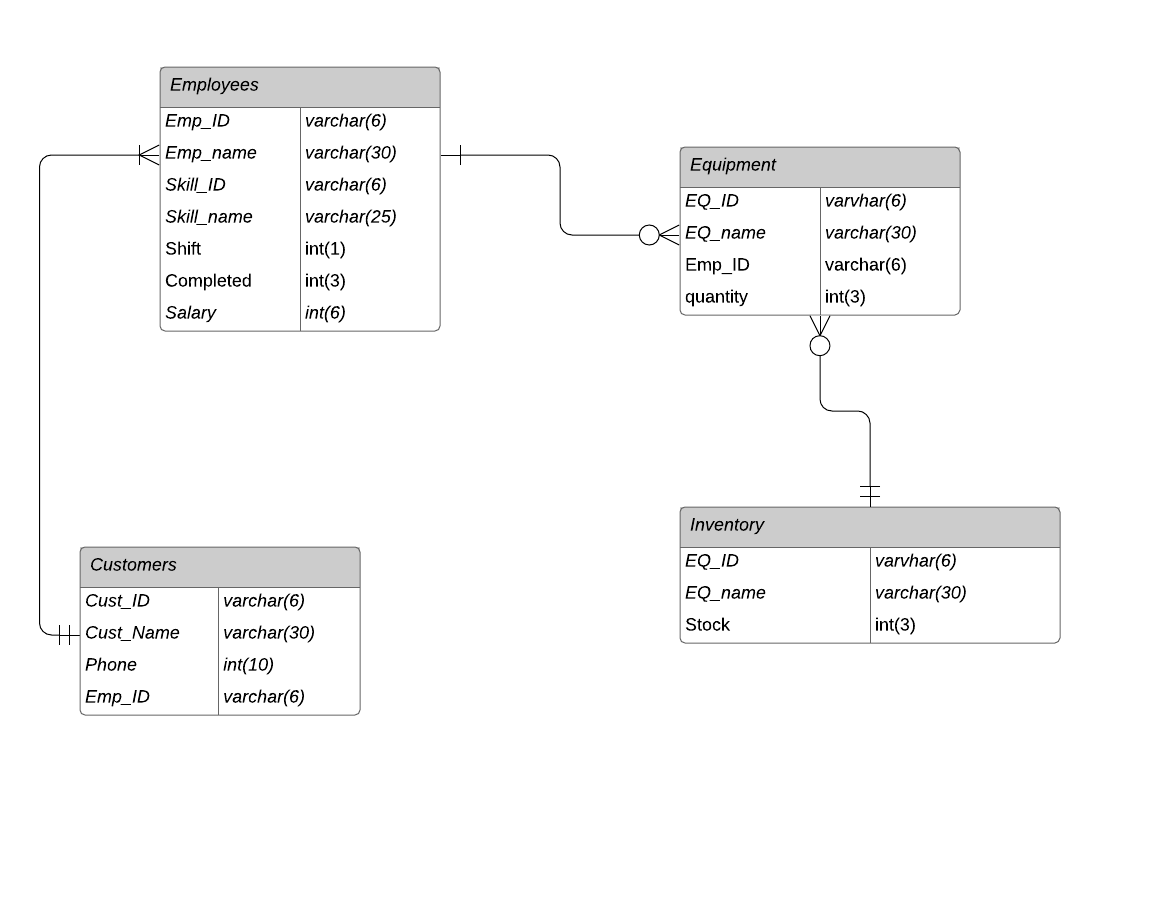 Employees
Emp_ID varchar(6)
Emp_name varchar(30)
Skill_ID varchar(6)
Skill_name varchar(25)
Shift int(1)
Completed int(3)
Salary int(6)
Equipment
EQ_ID varvhar(6)
EQ_name varchar(30)
Emp_ID varchar(6)
quantity int(3)
Customers
Cust_ID varchar(6)
Cust_Name varchar(30)
Phone int(10)
Emp_ID varchar(6)
Inventory
EQ_ID varvhar(6)
EQ_name varchar(30)
Stock int(3)